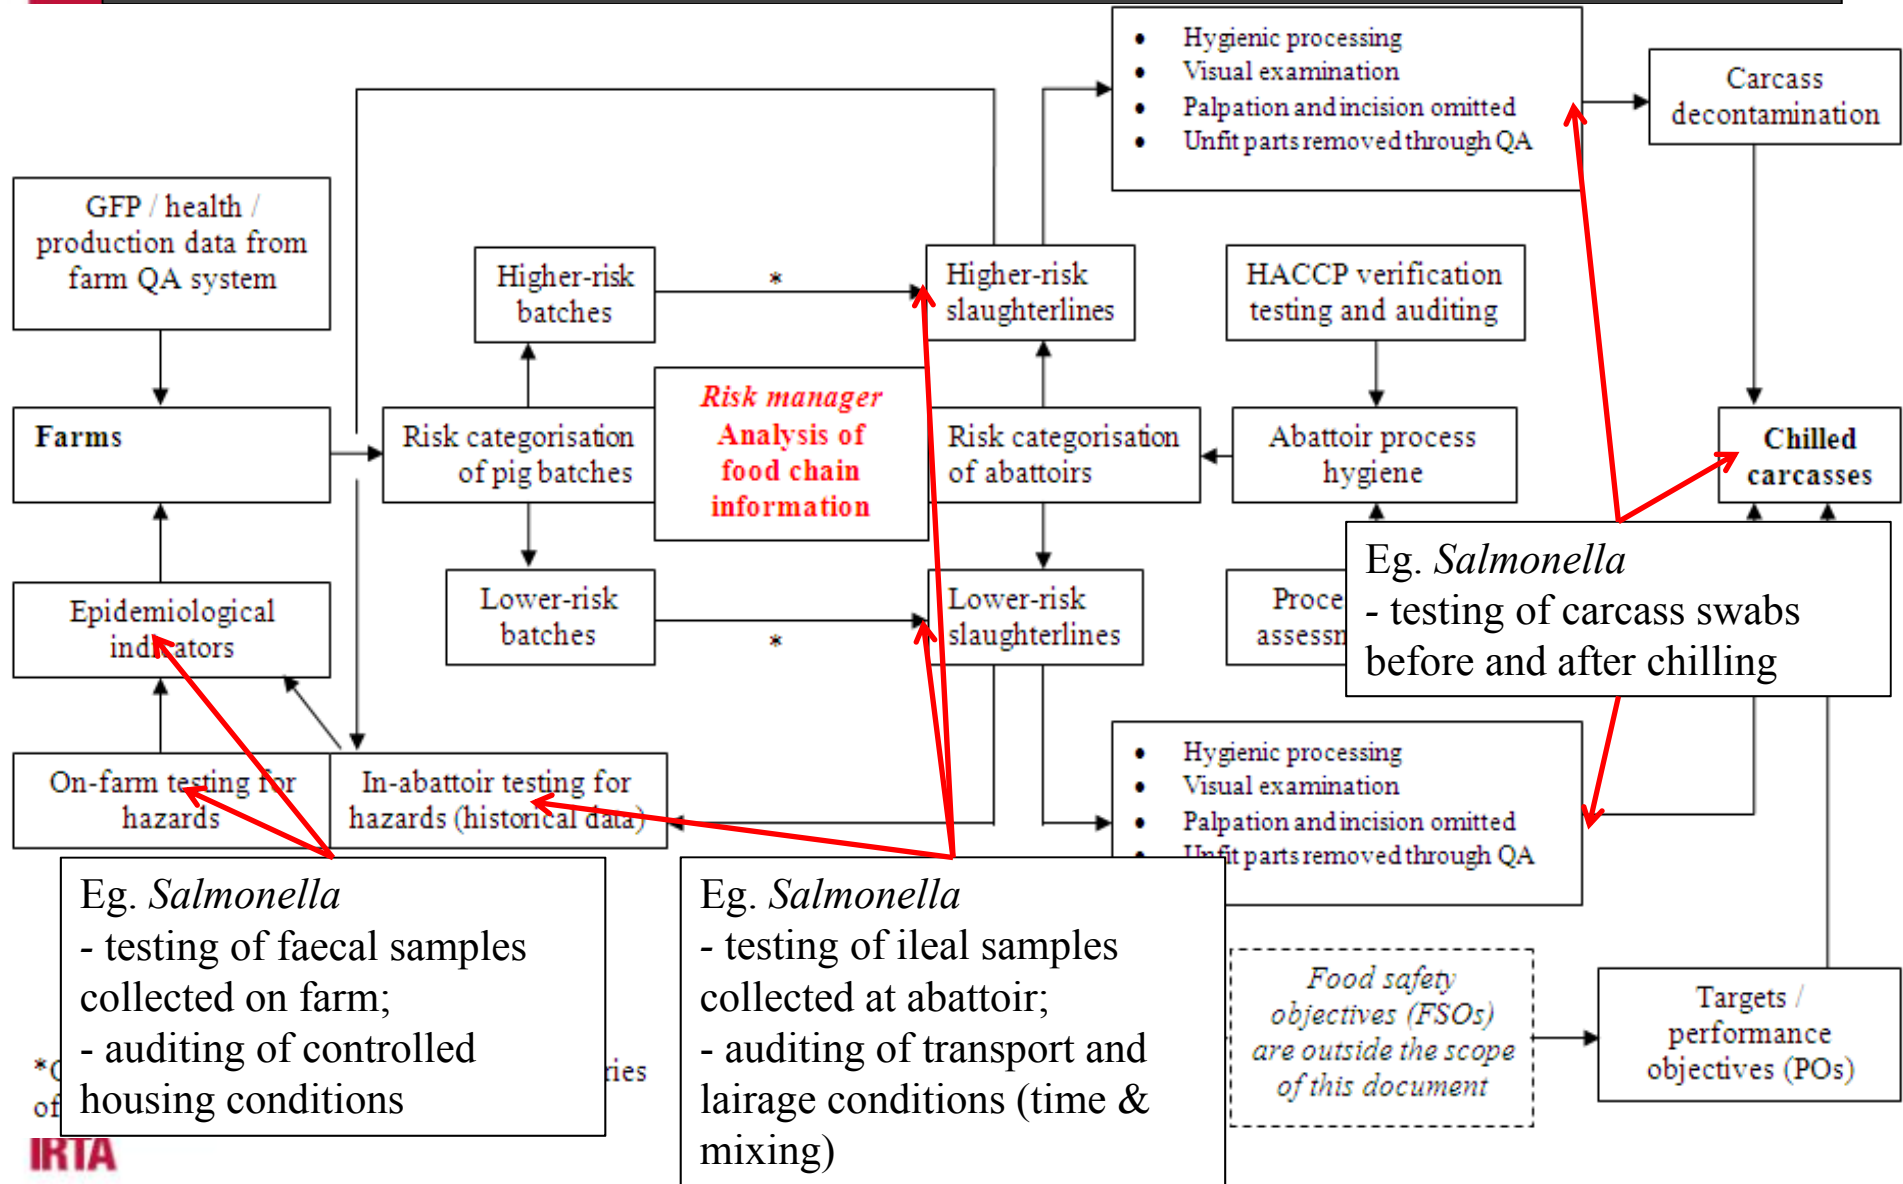 • Hygienic processing
• Visual examination
• Palpation and incision omitted
• Unfit parts removed through QA
Carcass
decontamination
GFP / health /
production data from
farm QA system
Higher-risk
batches
*
Higher-risk
slaughterlines
HACCP verification
testing and auditing
Farms
Risk categorisation
of pig batches
Risk manager
Analysis of
food chain
information
Risk categorisation
of abattoirs
Abattoir process
hygiene
Chilled
carcasses
Epidemiological
indicators
Lower-risk
batches
*
Lower-risk
slaughterlines
Eg. Salmonella
- testing of carcass swabs
before and after chilling
On-farm testing for
hazards
In-abattoir testing for
hazards (historical data)
• Hygienic processing
• Visual examination
• Palpation and incision omitted
• Unfit parts removed through QA
Eg. Salmonella
- testing of faecal samples
collected on farm;
- auditing of controlled
housing conditions
Eg. Salmonella
- testing of ileal samples
collected at abattoir;
- auditing of transport and
lairage conditions (time &
mixing)
Food safety
objectives (FSOs)
are outside the scope
of this document
Targets /
performance
objectives (POs)
of
IRTA